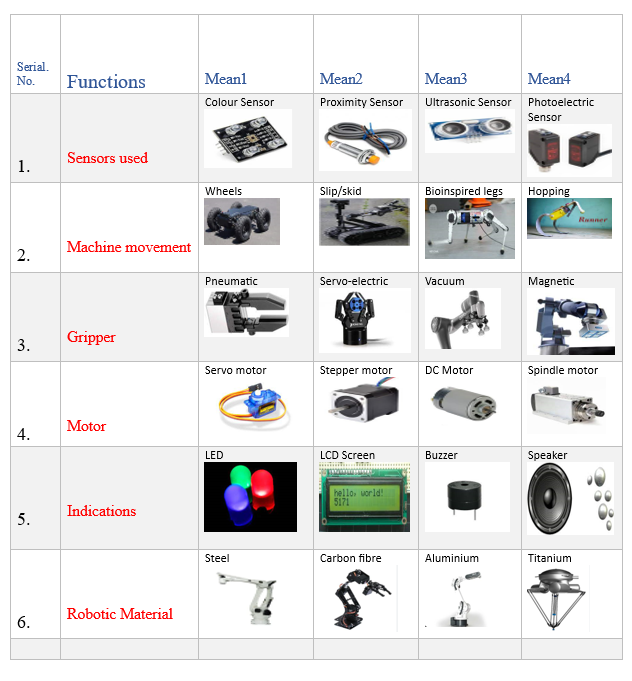 Serial.
No.
Functions
Mean1
Mean2
Mean3
Mean4
1.
Sensors used
Colour Sensor
Proximity Sensor
Ultrasonic Sensor
Photoelectric
Sensor
2.
Machine movement
Wheels
Slip/skid
Bioinspired legs
Hopping
Runner
3.
Gripper
Pneumatic
Servo-electric
Vacuum
Magnetic
4.
Motor
Servo motor
Stepper motor
DC Motor
Spindle motor
5.
Indications
LED
LCD Screen
hello, world!
5171
Buzzer
Speaker
6.
Robotic Material
Steel
Carbon fibre
Aluminium
.
Titanium